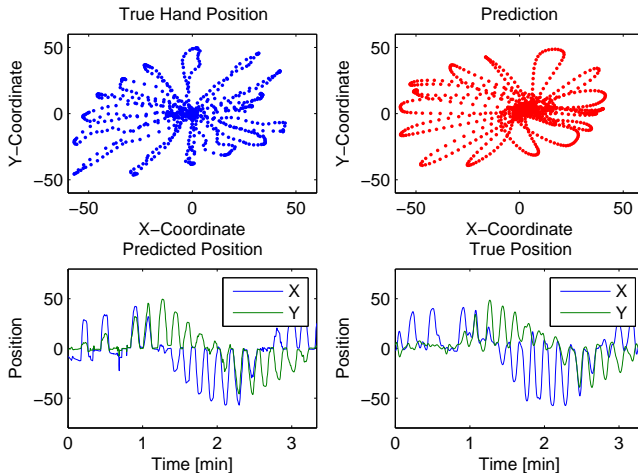 True Hand Position
Prediction
50
0
−50
−50
0
50
X−Coordinate
Y−Coordinate
50
0
−50
−50
0
50
X−Coordinate
Y−Coordinate
Predicted Position
True Position
50
0
−50
0
1
2
3
Time [min]
Position
X
Y
50
0
−50
0
1
2
3
Time [min]
Position
X
Y